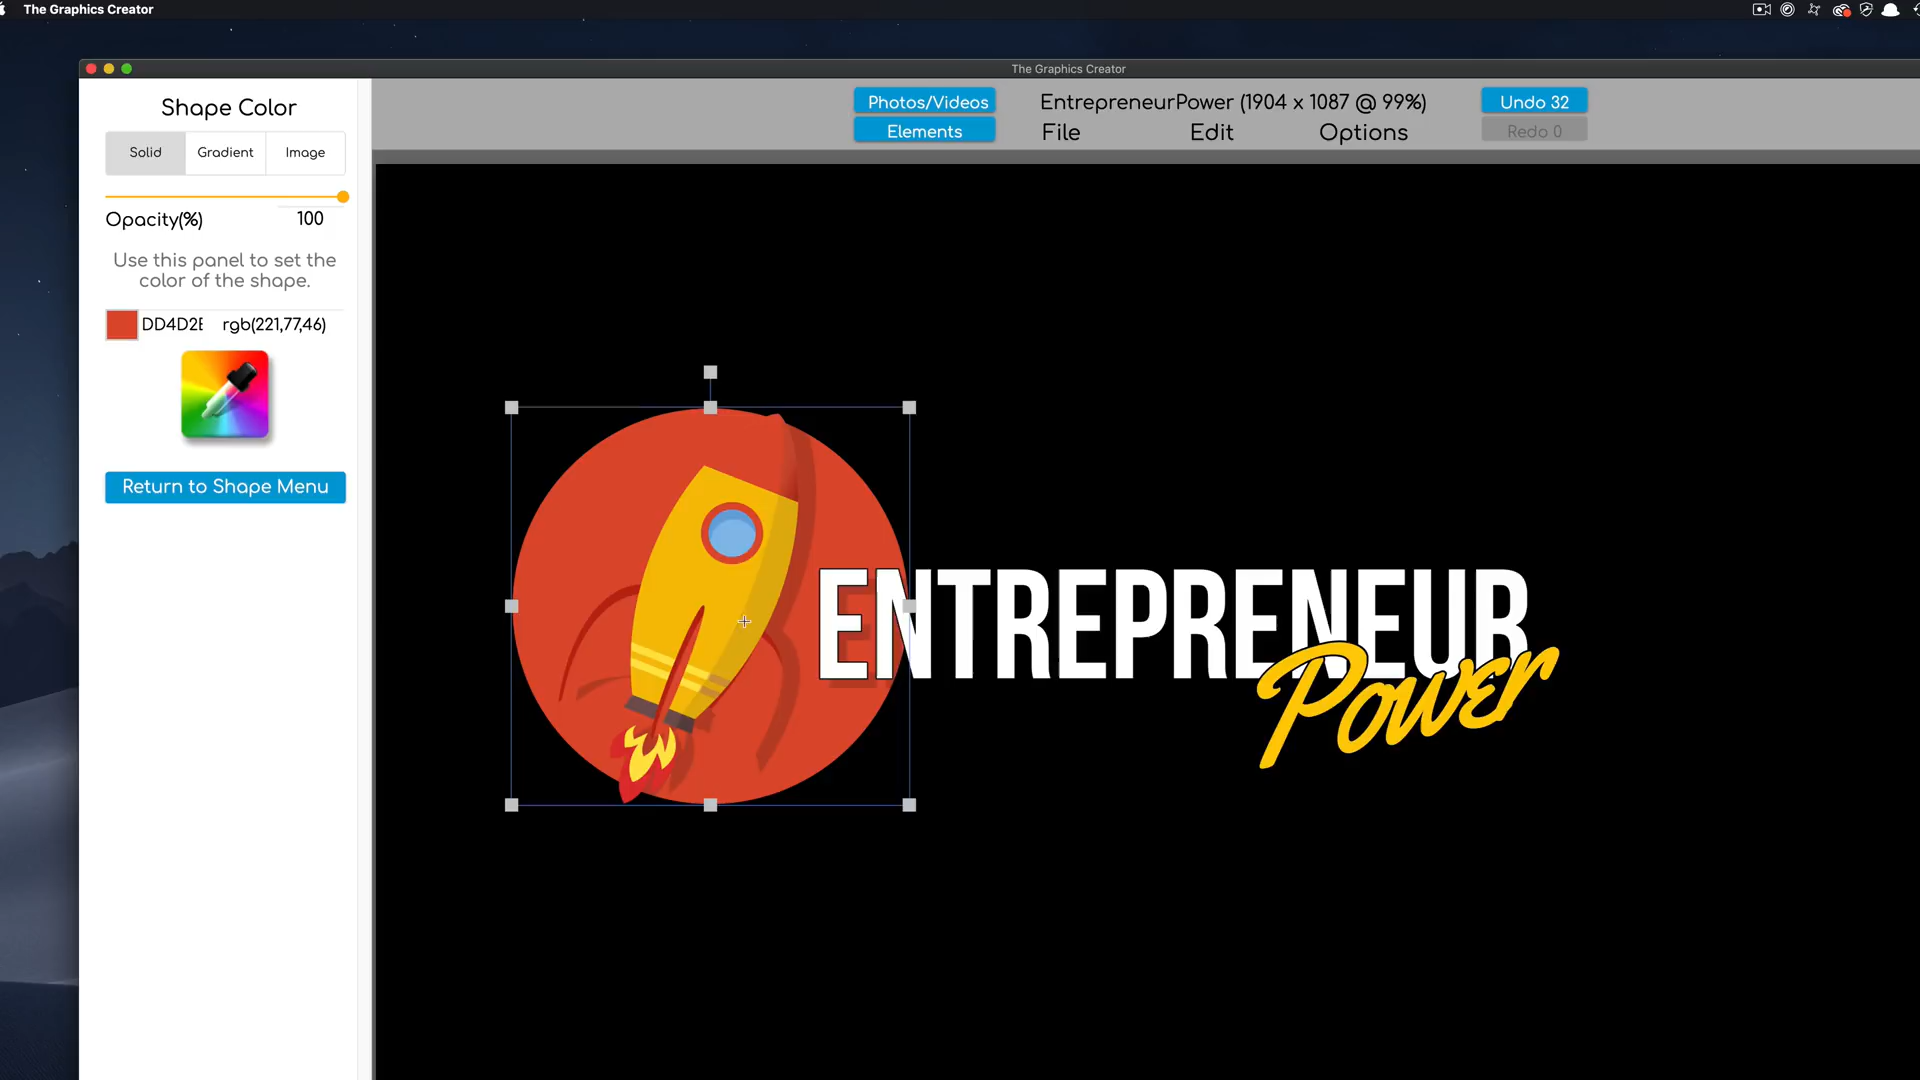 The Graphics Creator
The Graphics Creator
Shape Color
Solid
Gradient
Image
Opacity(%)
100
Use this panel to set the
color of the shape.
DD4D2E
rgb(221,77,46)
Return to Shape Menu
Photos/Videos
Elements
EntrepreneurPower (1904 x 1087 @ 99%)
File
Edit
Options
Undo 32
Redo 0
ENTREPRENEUR
Power